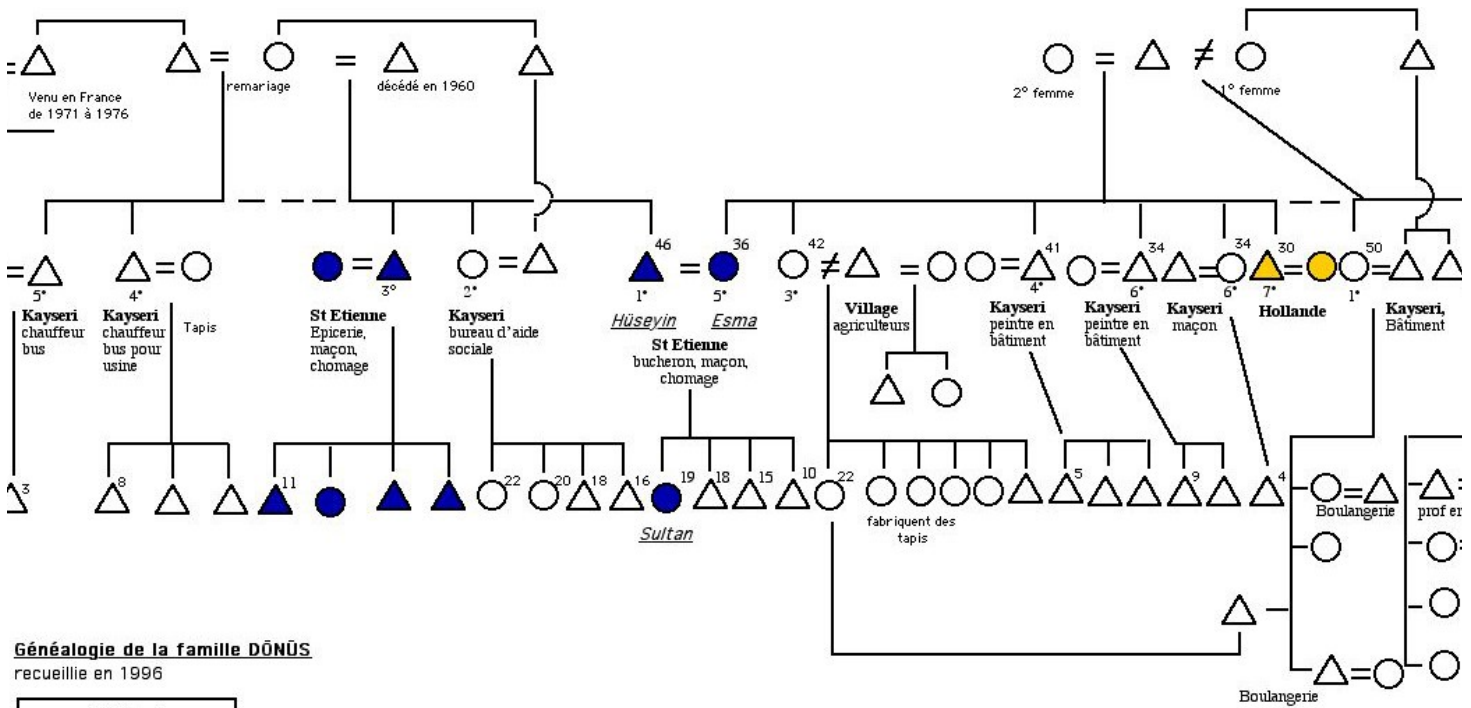 Venu en France
de 1971 à 1976
remariage
décédé en 1960
2° femme
1° femme
46
36
42
41
34
34
30
50
5°
4°
3°
2°
1°
5°
3°
4°
6°
6°
7°
1°
Kayseri
chauffeur
bus
Kayseri
chauffeur
bus pour
usine
Tapis
St Etienne
Epicerie,
maçon,
chomage
Kayseri
bureau d'aide
sociale
Hüseyin
Esma
St Etienne
bucheron, maçon,
chomage
Village
agriculteurs
Kayseri
peintre en
bâtiment
Kayseri
peintre en
bâtiment
Kayseri
maçon
Hollande
Kayseri,
Bâtiment
3
8
11
22
20
18
16
19
18
15
10
22
5
9
4
Sultan
fabriquent des
tapis
Boulangerie
prof en
Boulangerie
Généalogie de la famille DÖNÜS
recueillie en 1996